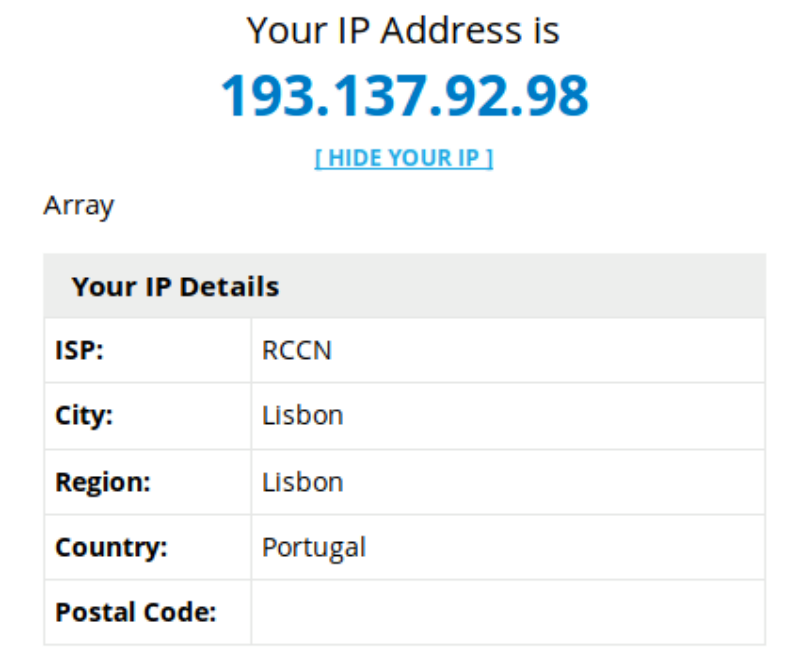 Your IP Address is
193.137.92.98
[ HIDE YOUR IP ]
Array
Your IP Details
ISP: RCCN
City: Lisbon
Region: Lisbon
Country: Portugal
Postal Code: